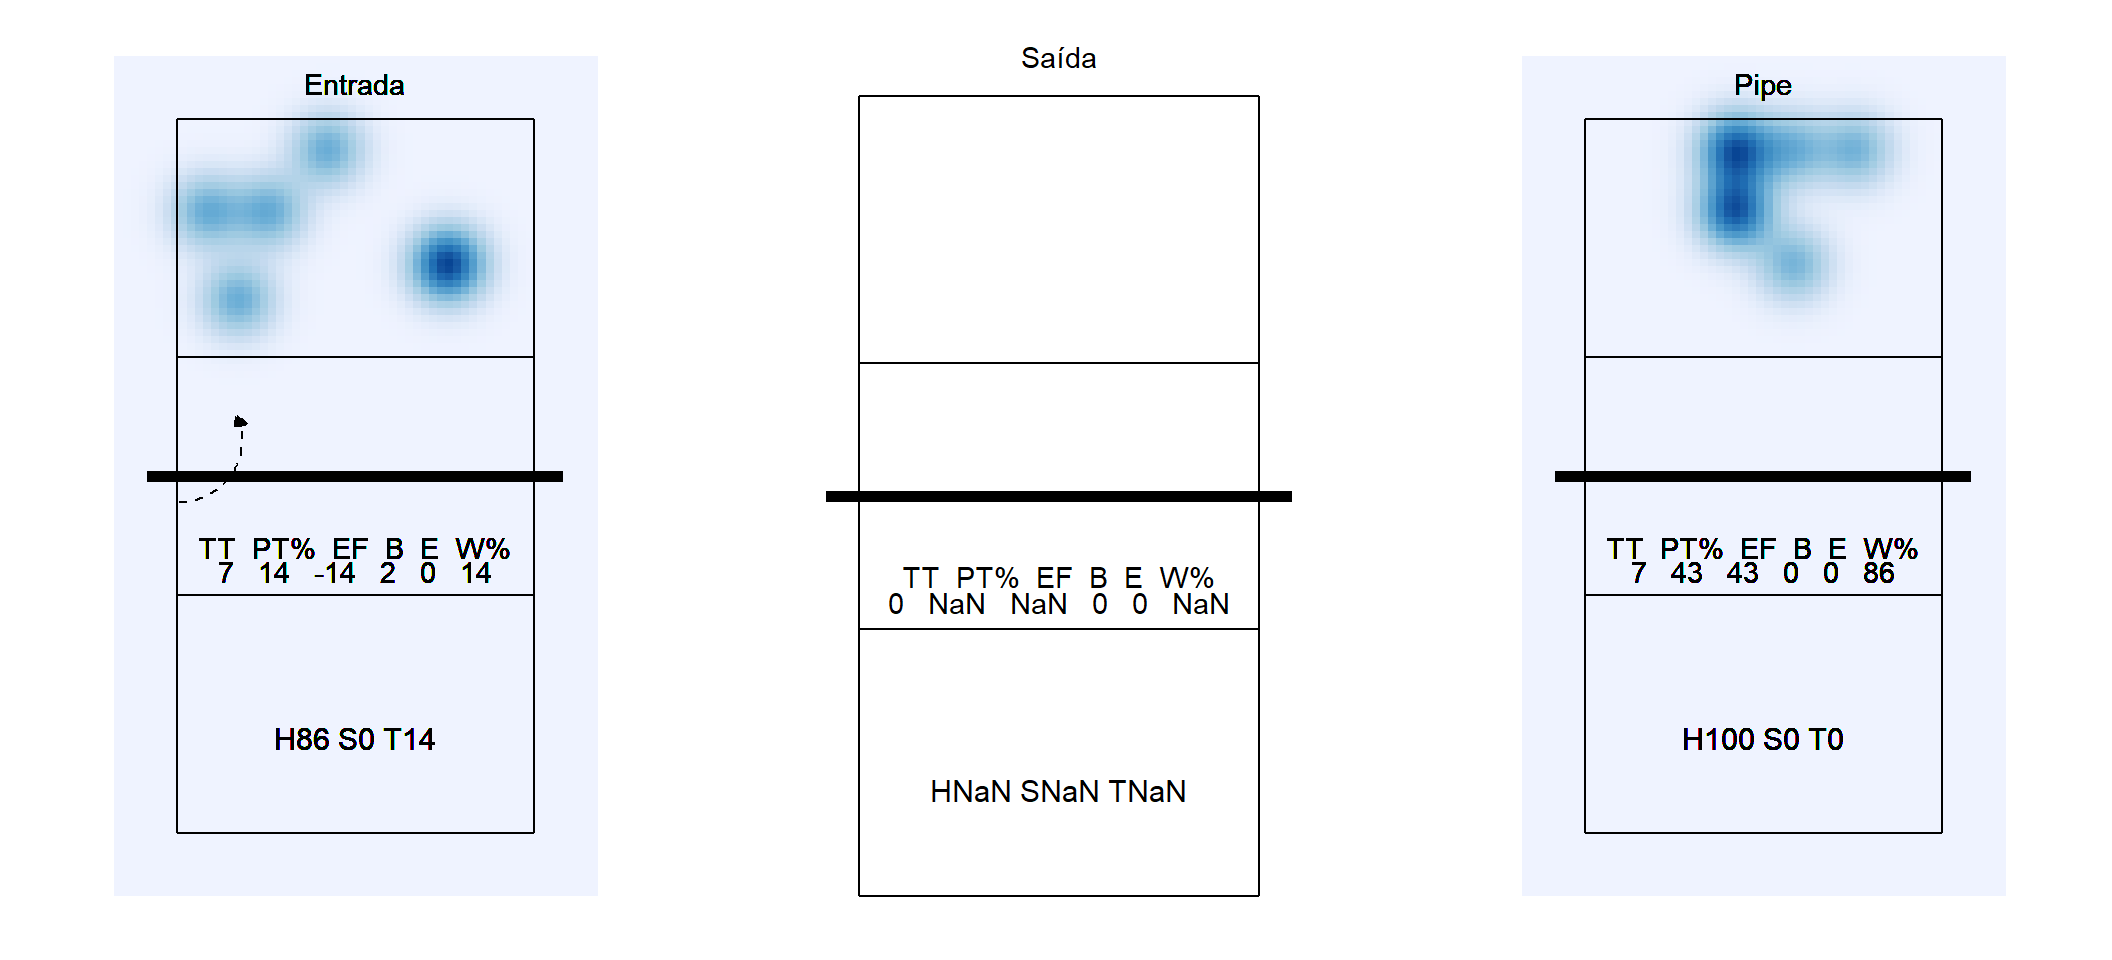 Entrada
TT PT% EF B E W%
7 14 -14 2 0 14
H86 S0 T14
Saída
TT PT% EF B E W%
0 NaN NaN 0 0 NaN
HNaN SNaN TNaN
Pipe
TT PT% EF B E W%
7 43 43 0 0 86
H100 S0 T0